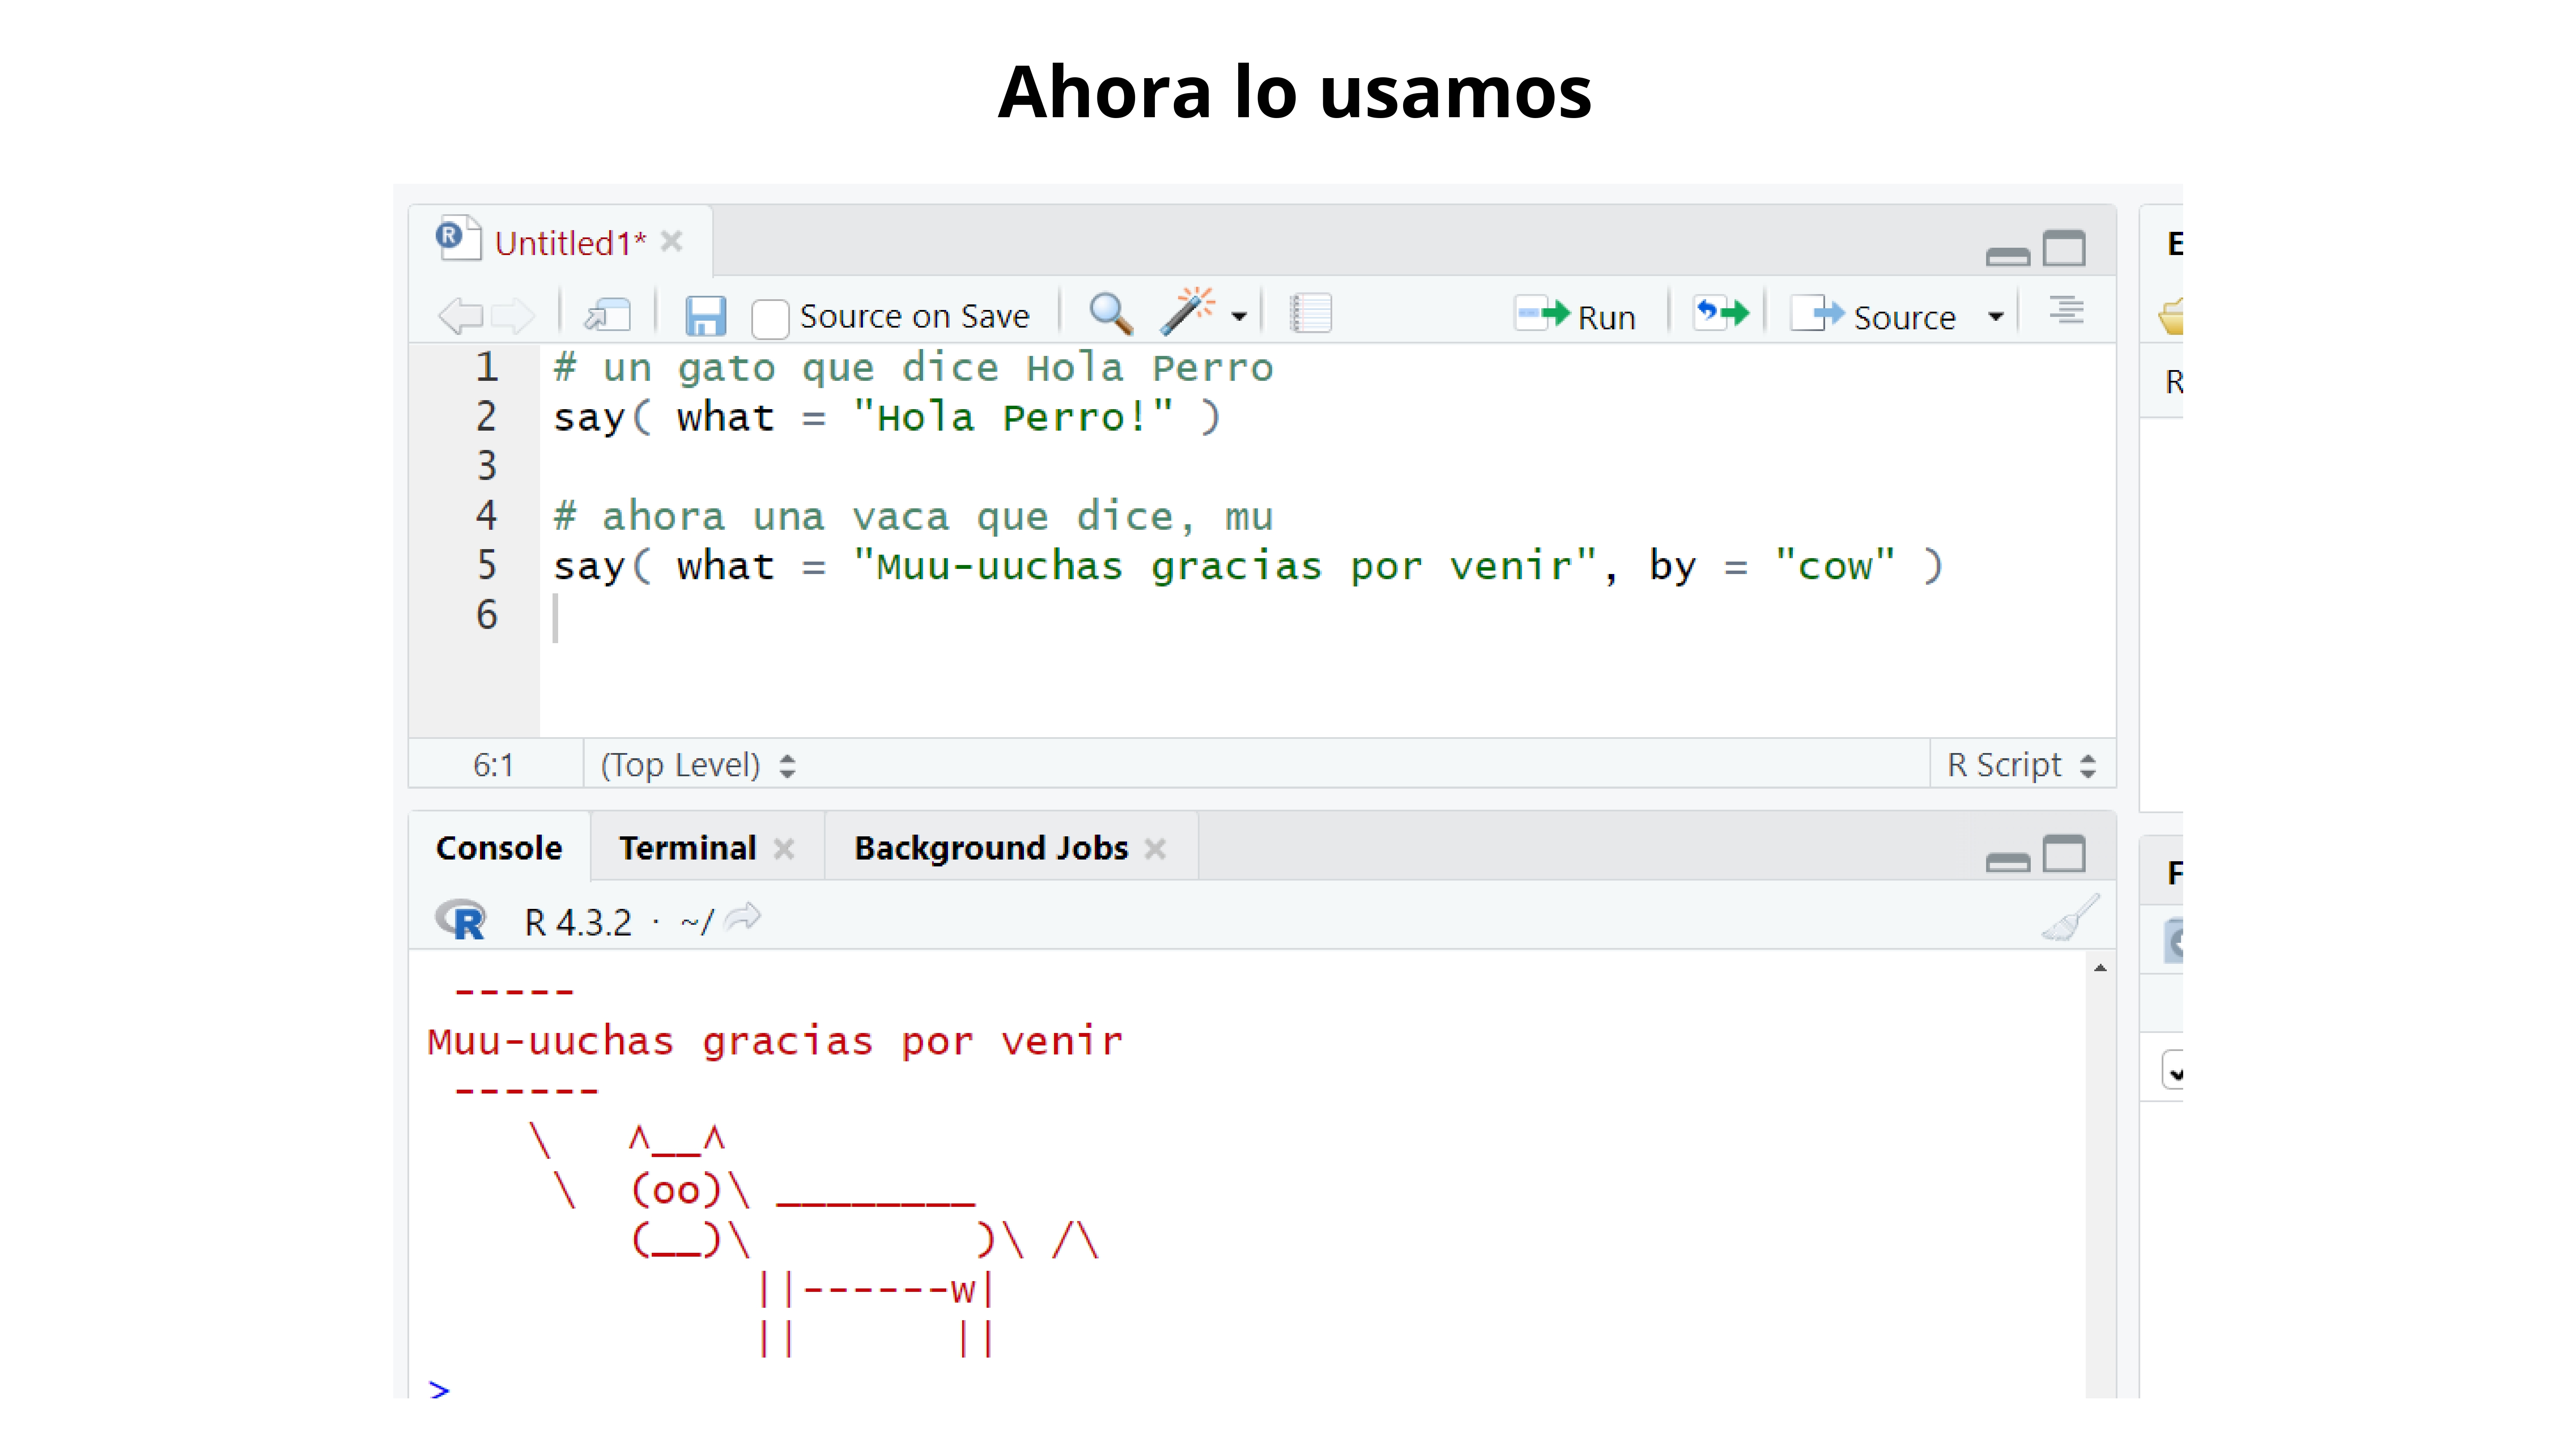 Ahora lo usamos
Untitled1*
Source on Save
Run
Source
1 # un gato que dice Hola Perro
2 say( what = "Hola Perro!" )
3
4 # ahora una vaca que dice, mu
5 say( what = "Muu-uuchas gracias por venir", by = "cow" )
6
6:1 (Top Level) R Script
Console Terminal Background Jobs
R 4.3.2 · ~/
 -----
Muu-uuchas gracias por venir
 ------
    \   ^__^
     \  (oo)\ ________
        (__)\         )\ /\
             ||------w|
             ||      ||
>
E
R
F